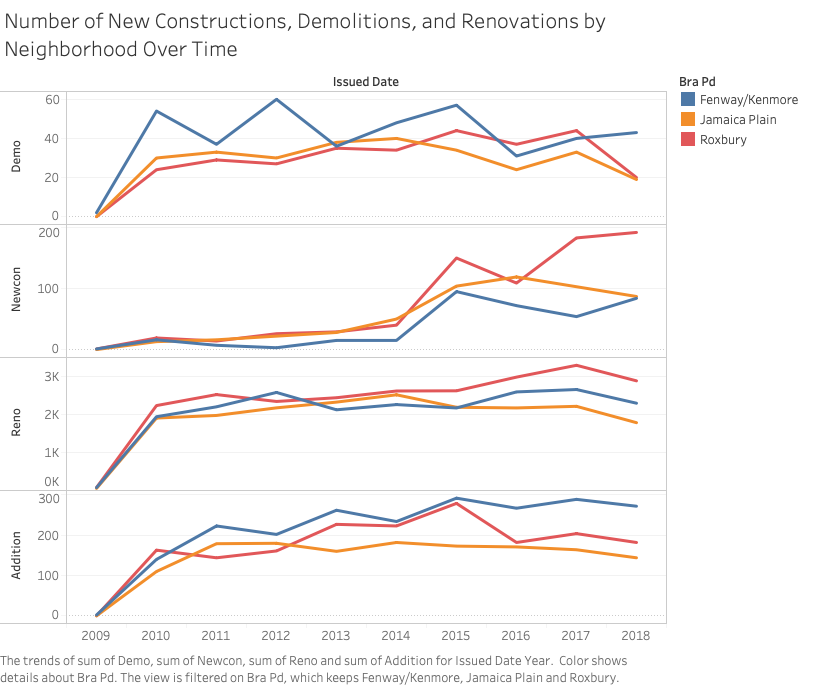 Number of New Constructions, Demolitions, and Renovations by
Neighborhood Over Time
Issued Date
Bra Pd
Fenway/Kenmore
Jamaica Plain
Roxbury
Demo
60
40
20
0
Newcon
200
100
0
Reno
3K
2K
1K
0K
Addition
300
200
100
0
2009 2010 2011 2012 2013 2014 2015 2016 2017 2018
The trends of sum of Demo, sum of Newcon, sum of Reno and sum of Addition for Issued Date Year.  Color shows
details about Bra Pd. The view is filtered on Bra Pd, which keeps Fenway/Kenmore, Jamaica Plain and Roxbury.